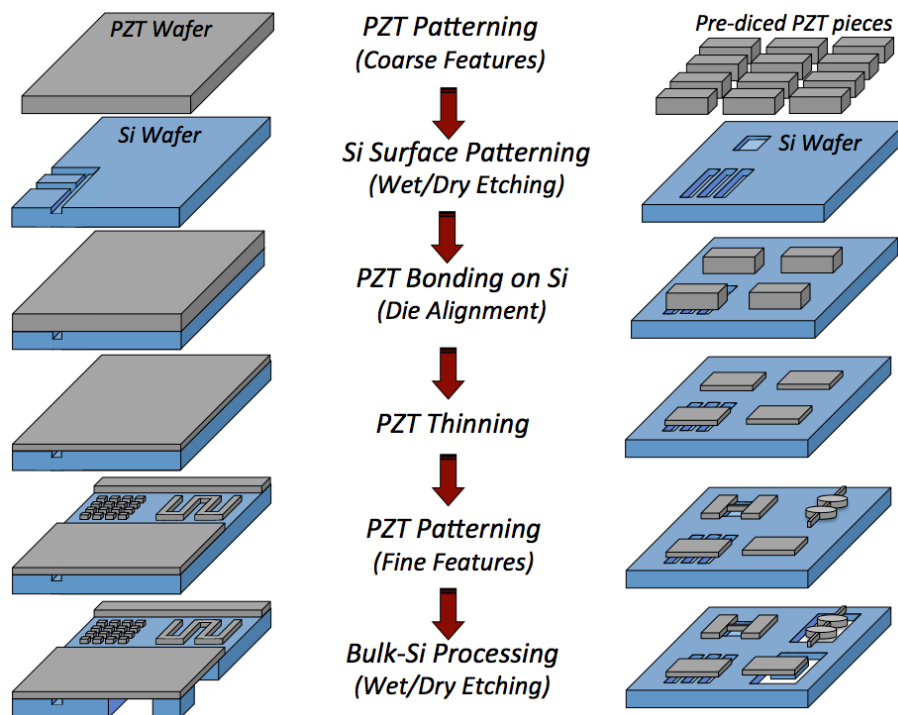 PZT Wafer
PZT Patterning
(Coarse Features)
Pre-diced PZT pieces
Si Wafer
Si Surface Patterning
(Wet/Dry Etching)
Si Wafer
PZT Bonding on Si
(Die Alignment)
PZT Thinning
PZT Patterning
(Fine Features)
Bulk-Si Processing
(Wet/Dry Etching)